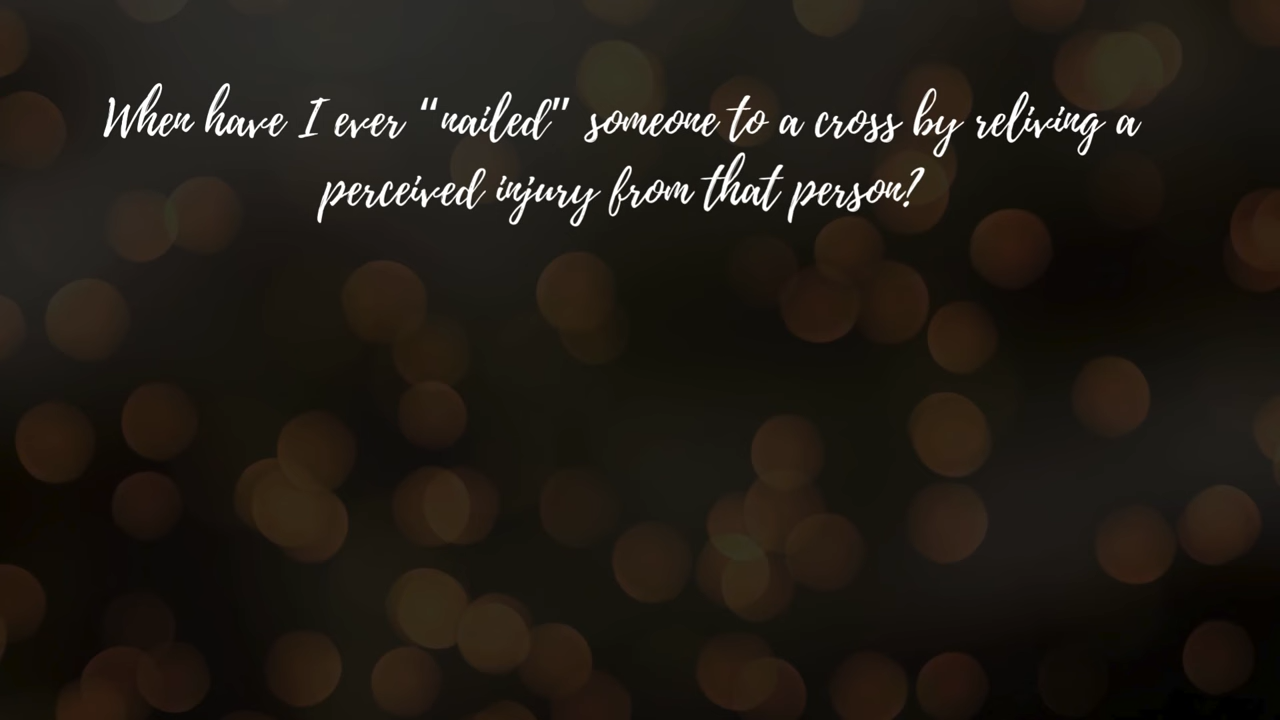 When have I ever “nailed” someone to a cross by reliving a
perceived injury from that person?